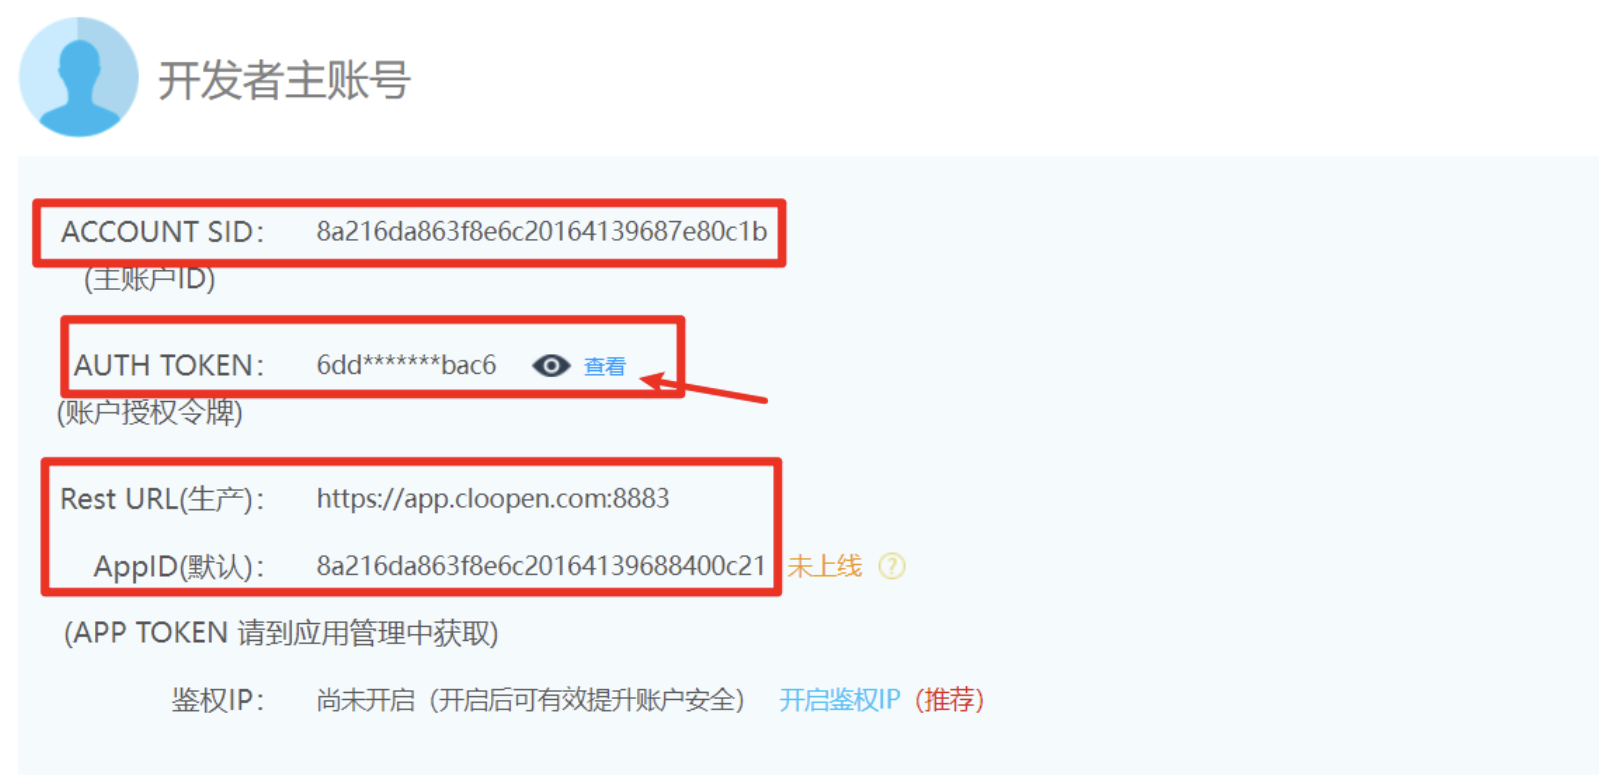 开发者主账号
ACCOUNT SID： 8a216da863f8e6c20164139687e80c1b
(主账户ID)
AUTH TOKEN： 6dd*******bac6 查看
(账户授权令牌)
Rest URL(生产)： https://app.cloopen.com:8883
AppID(默认)： 8a216da863f8e6c20164139688400c21 未上线 ?
(APP TOKEN 请到应用管理中获取)
鉴权IP： 尚未开启（开启后可有效提升账户安全） 开启鉴权IP (推荐)